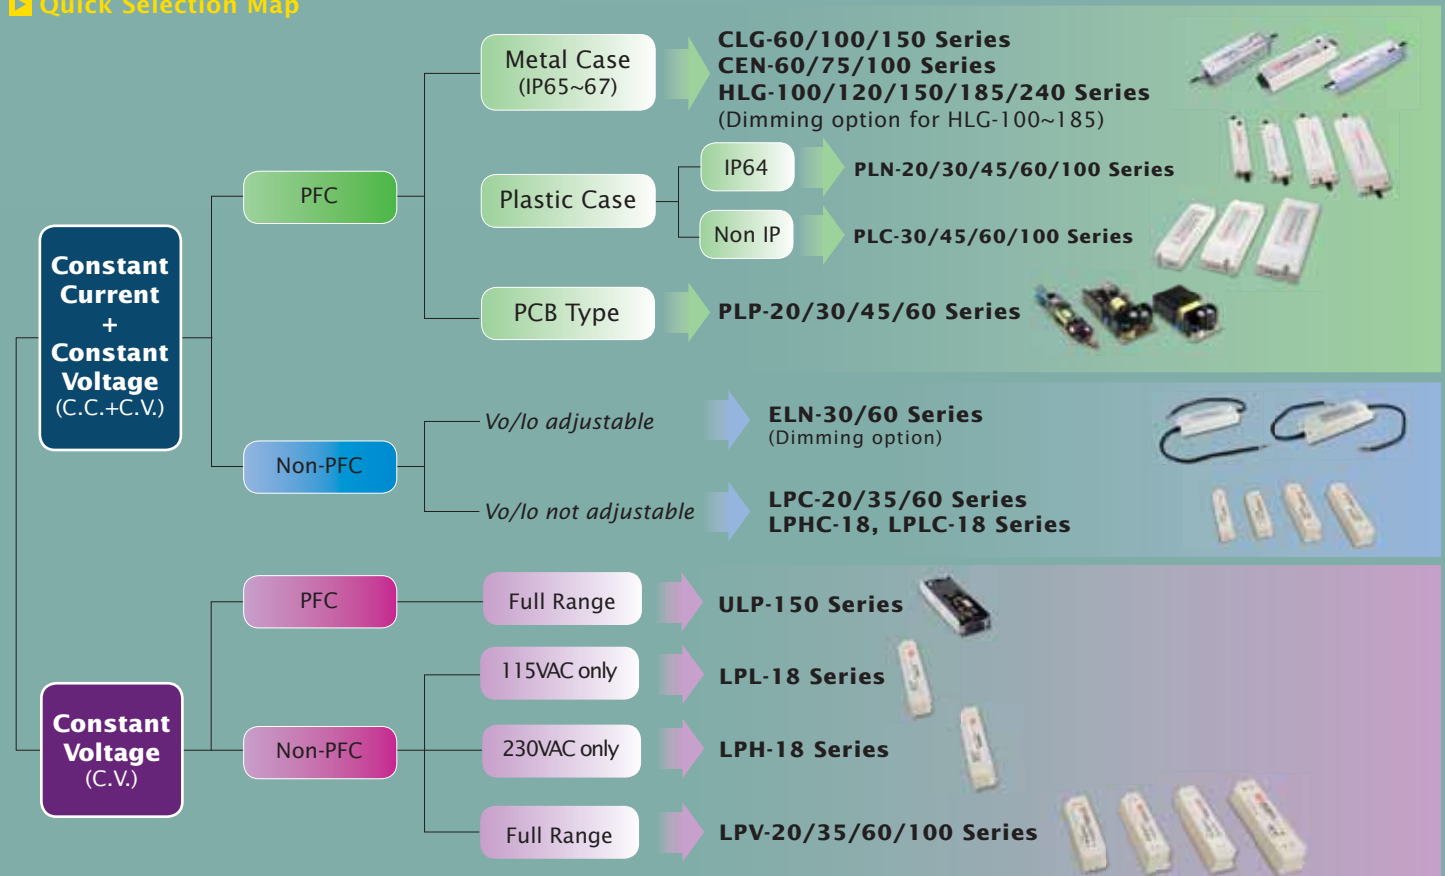 Quick Selection Map
Metal Case
(IP65~67)
CLG-60/100/150 Series
CEN-60/75/100 Series
HLG-100/120/150/185/240 Series
(Dimming option for HLG-100~185)
PFC
Plastic Case
IP64
PLN-20/30/45/60/100 Series
Non IP
PLC-30/45/60/100 Series
PCB Type
PLP-20/30/45/60 Series
Constant
Current
+
Constant
Voltage
(C.C.+C.V.)
Non-PFC
Vo/Io adjustable
ELN-30/60 Series
(Dimming option)
Vo/Io not adjustable
LPC-20/35/60 Series
LPHC-18, LPLC-18 Series
PFC
Full Range
ULP-150 Series
115VAC only
LPL-18 Series
Constant
Voltage
(C.V.)
Non-PFC
230VAC only
LPH-18 Series
Full Range
LPV-20/35/60/100 Series